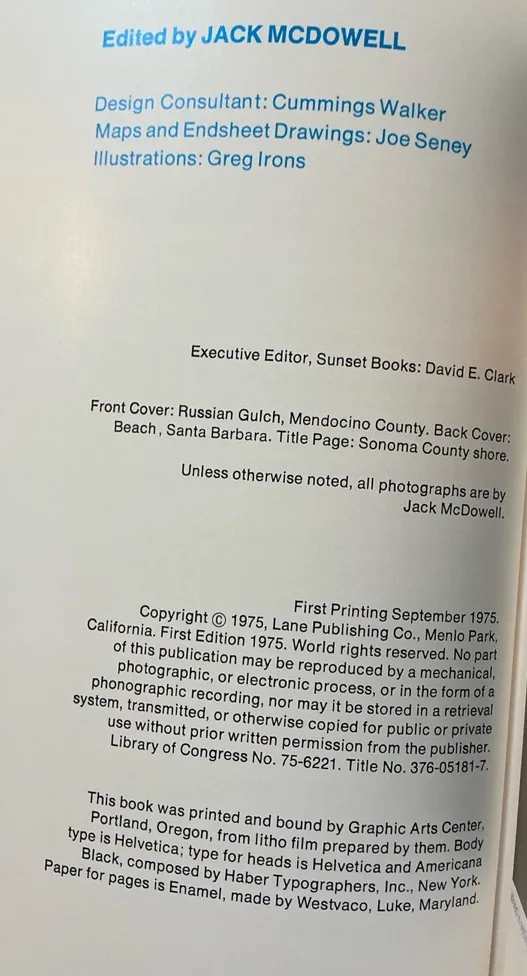 Edited by JACK MCDOWELL
Design Consultant: Cummings Walker
Maps and Endsheet Drawings: Joe Seney
Illustrations: Greg Irons
Executive Editor, Sunset Books: David E. Clark
Front Cover: Russian Gulch, Mendocino County. Back Cover:
Beach, Santa Barbara. Title Page: Sonoma County shore.
Unless otherwise noted, all photographs are by
Jack McDowell.
First Printing September 1975.
Copyright © 1975, Lane Publishing Co., Menlo Park,
California. First Edition 1975. World rights reserved. No part
of this publication may be reproduced by a mechanical,
photographic, or electronic process, or in the form of a
phonographic recording, nor may it be stored in a retrieval
system, transmitted, or otherwise copied for public or private
use without prior written permission from the publisher.
Library of Congress No. 75-6221. Title No. 376-05181-7.
This book was printed and bound by Graphic Arts Center,
Portland, Oregon, from litho film prepared by them. Body
type is Helvetica; type for heads is Helvetica and Americana
Black, composed by Haber Typographers, Inc., New York.
Paper for pages is Enamel, made by Westvaco, Luke, Maryland.